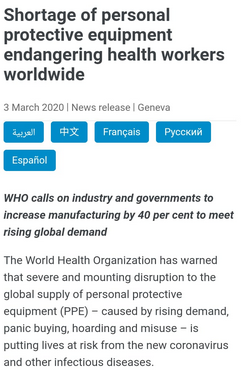 Shortage of personal
protective equipment
endangering health workers
worldwide
3 March 2020 | News release | Geneva
العربية
中文
Français
Русский
Español
WHO calls on industry and governments to
increase manufacturing by 40 per cent to meet
rising global demand
The World Health Organization has warned
that severe and mounting disruption to the
global supply of personal protective
equipment (PPE) – caused by rising demand,
panic buying, hoarding and misuse – is
putting lives at risk from the new coronavirus
and other infectious diseases.